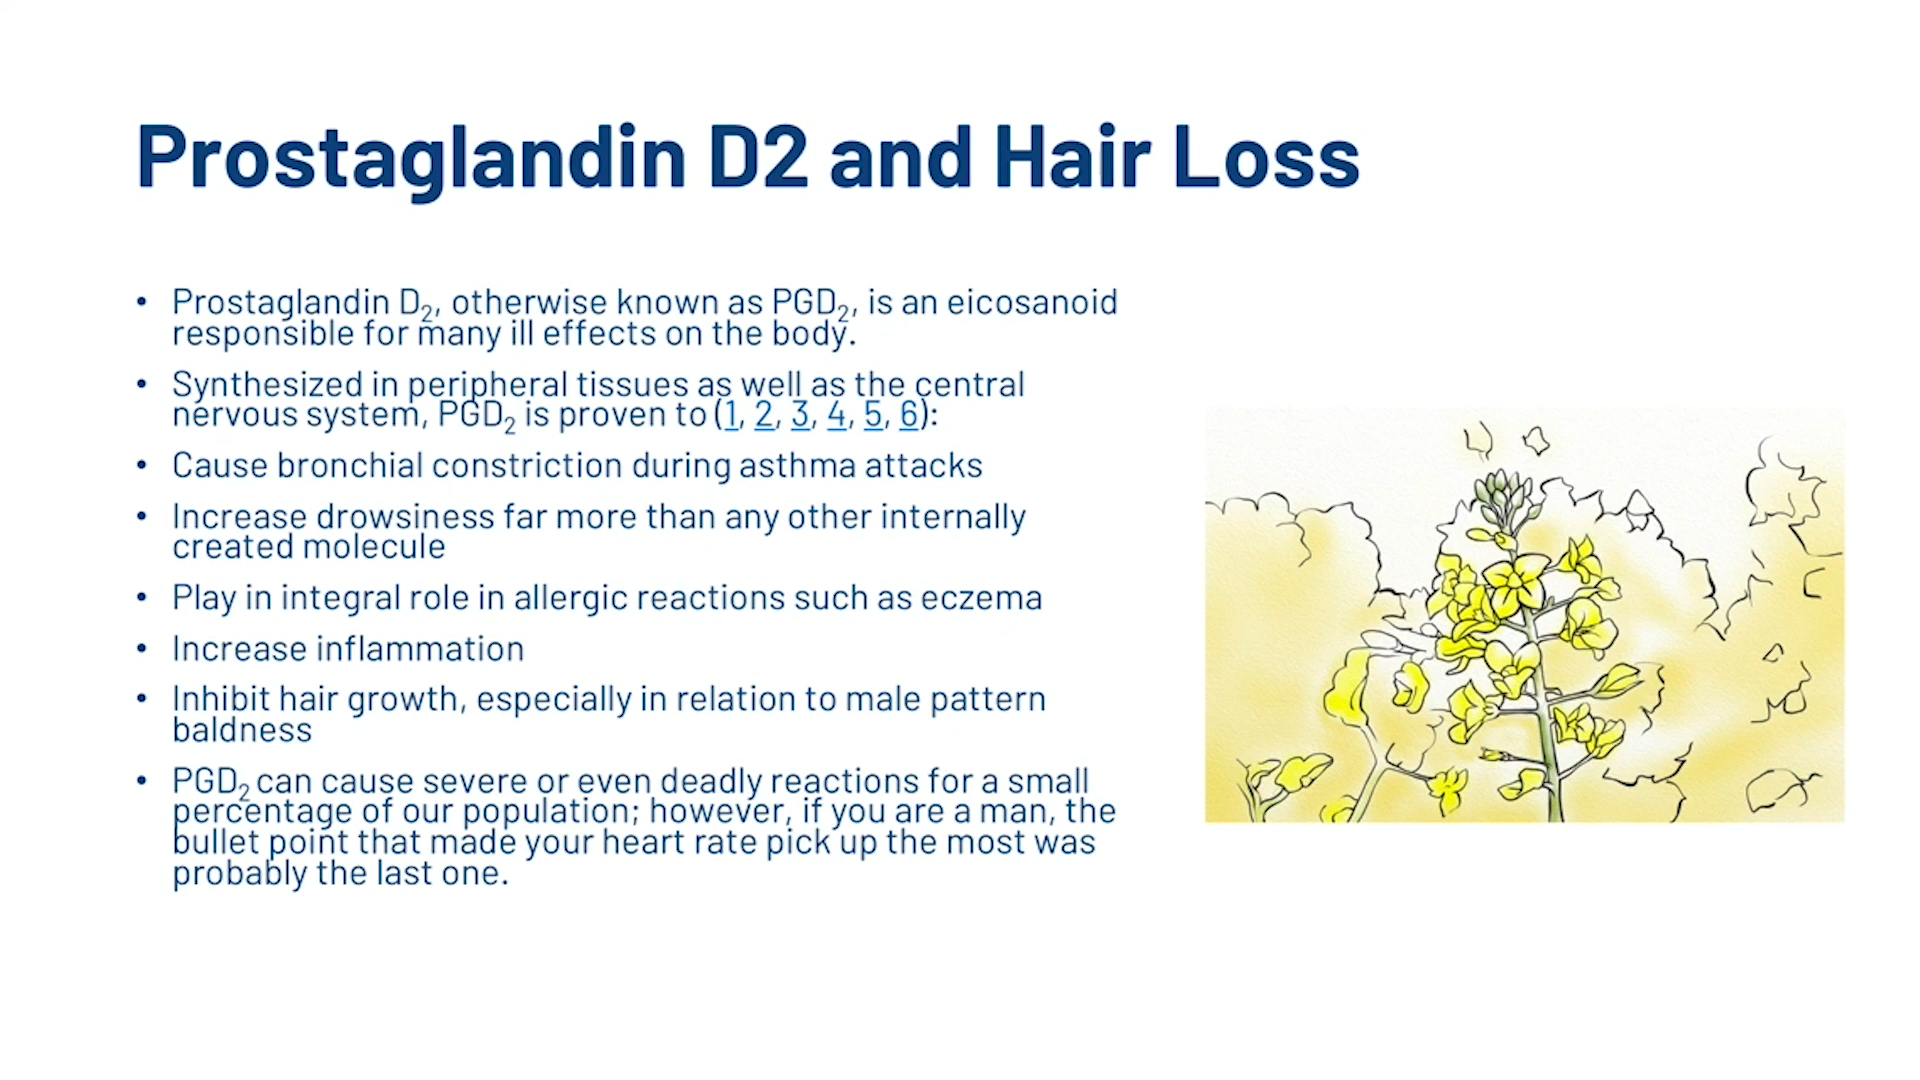 Prostaglandin D2 and Hair Loss
• Prostaglandin D₂, otherwise known as PGD₂, is an eicosanoid
responsible for many ill effects on the body.
• Synthesized in peripheral tissues as well as the central
nervous system, PGD₂ is proven to (1, 2, 3, 4, 5, 6):
• Cause bronchial constriction during asthma attacks
• Increase drowsiness far more than any other internally
created molecule
• Play in integral role in allergic reactions such as eczema
• Increase inflammation
• Inhibit hair growth, especially in relation to male pattern
baldness
• PGD₂ can cause severe or even deadly reactions for a small
percentage of our population; however, if you are a man, the
bullet point that made your heart rate pick up the most was
probably the last one.